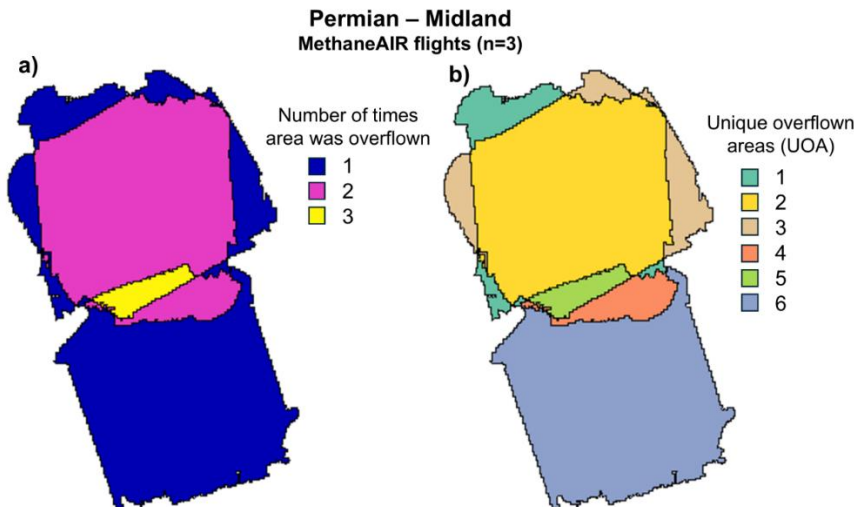 Permian – Midland
MethaneAIR flights (n=3)
a)
Number of times
area was overflown
1
2
3
b)
Unique overflown
areas (UOA)
1
2
3
4
5
6